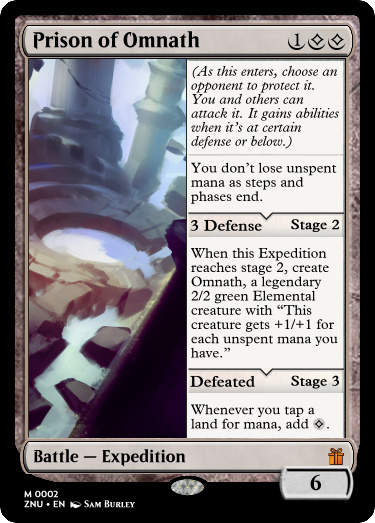 Prison of Omnath 1
(As this enters, choose an
opponent to protect it.
You and others can
attack it. It gains abilities
when it's at certain
defense or below.)
You don't lose unspent
mana as steps and
phases end.
3 Defense Stage 2
When this Expedition
reaches stage 2, create
Omnath, a legendary
2/2 green Elemental
creature with “This
creature gets +1/+1 for
each unspent mana you
have.”
Defeated Stage 3
Whenever you tap a
land for mana, add .
Battle — Expedition
6
M 0002
ZNU • EN Sam Burley